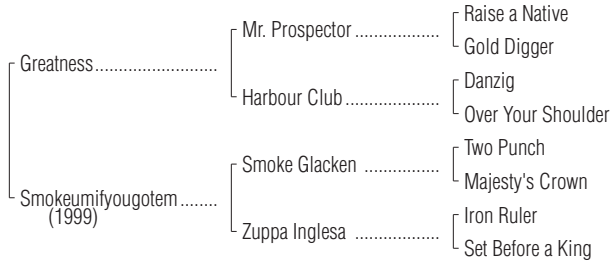 Raise a Native
Mr. Prospector ..................
Gold Digger
Greatness..........................
Danzig
Harbour Club ....................
Over Your Shoulder
Two Punch
Smoke Glacken ................
Majesty's Crown
Smokeumifyougotem ........
(1999)
Iron Ruler
Zuppa Inglesa ..................
Set Before a King